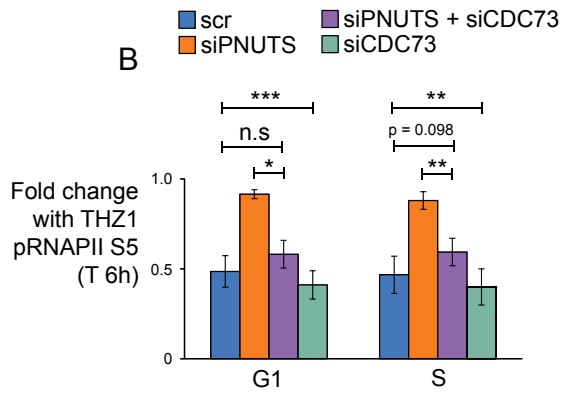 B
scr
siPNUTS + siCDC73
siPNUTS
siCDC73
***
n.s
*
**
p = 0.098
**
Fold change
with THZ1
pRNAPII S5
(T 6h)
1.0
0.5
0
G1
S